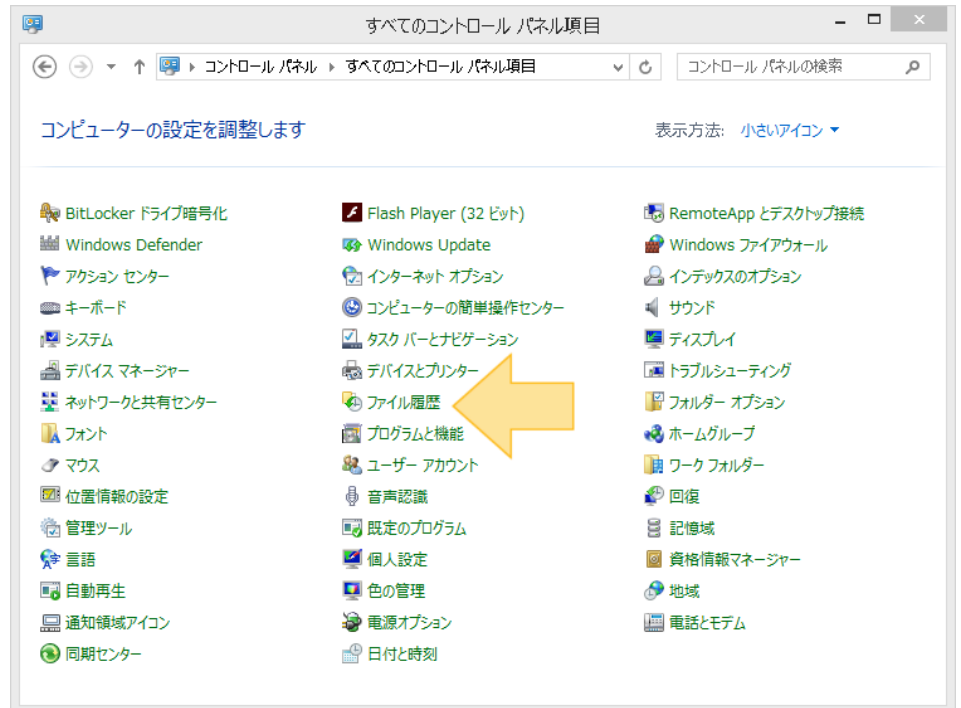 すべてのコントロール パネル項目
コントロール パネル すべてのコントロール パネル項目 コントロール パネルの検索
コンピューターの設定を調整します 表示方法: 小さいアイコン
BitLocker ドライブ暗号化 Flash Player (32 ビット) RemoteApp とデスクトップ接続
Windows Defender Windows Update Windows ファイアウォール
アクション センター インターネット オプション インデックスのオプション
キーボード コンピューターの簡単操作センター サウンド
システム タスク バーとナビゲーション ディスプレイ
デバイス マネージャー デバイスとプリンター トラブルシューティング
ネットワークと共有センター ファイル履歴 フォルダー オプション
フォント プログラムと機能 ホームグループ
マウス ユーザー アカウント ワーク フォルダー
位置情報の設定 音声認識 回復
管理ツール 既定のプログラム 記憶域
言語 個人設定 資格情報マネージャー
自動再生 色の管理 地域
通知領域アイコン 電源オプション 電話とモデム
同期センター 日付と時刻